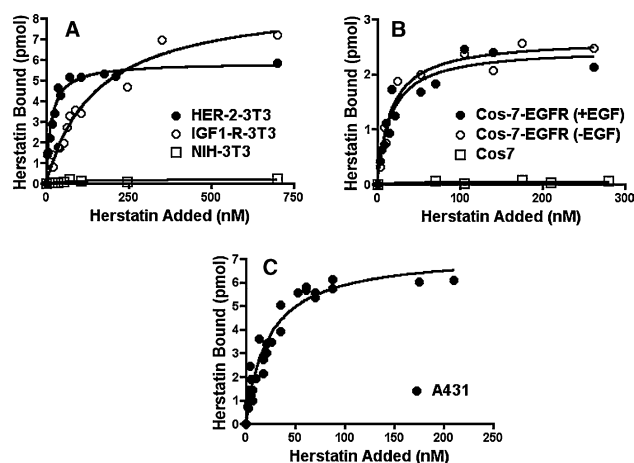 A
Herstatin Bound (pmol)
8
7
6
5
4
3
2
1
0
HER-2-3T3
IGF1-R-3T3
NIH-3T3
0 250 500 750
Herstatin Added (nM)
B
Herstatin Bound (pmol)
3
2
1
0
Cos-7-EGFR (+EGF)
Cos-7-EGFR (-EGF)
Cos7
0 100 200 300
Herstatin Added (nM)
C
Herstatin Bound (pmol)
7
6
5
4
3
2
1
0
A431
0 50 100 150 200 250
Herstatin Added (nM)